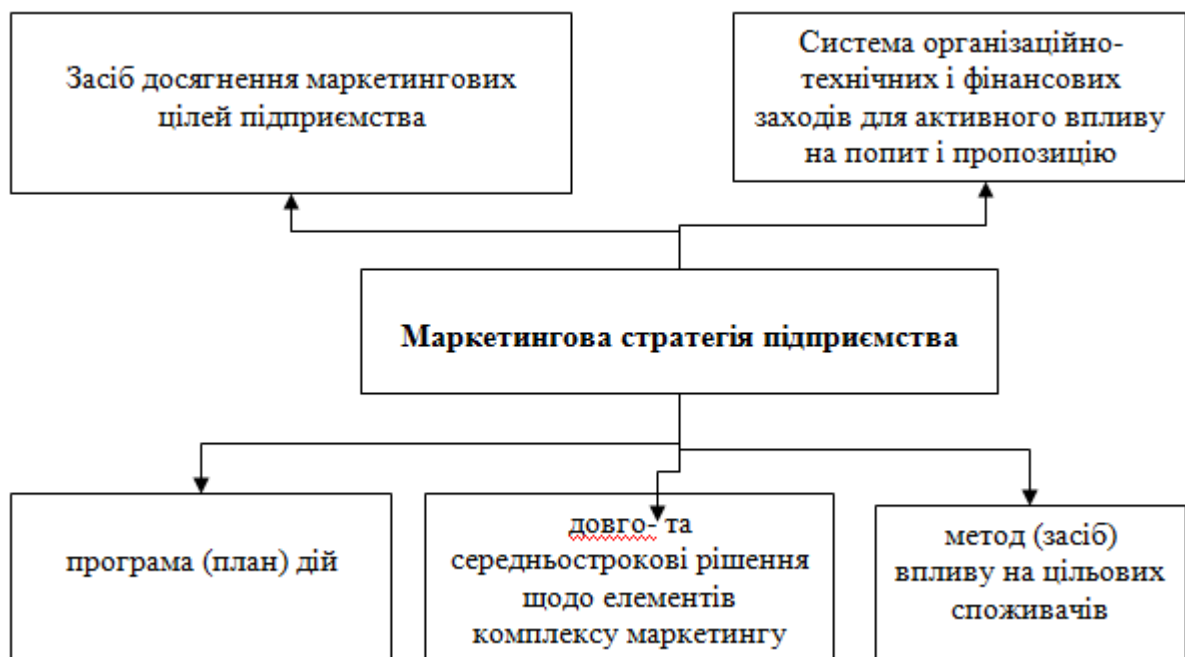 Засіб досягнення маркетингових
цілей підприємства
Система організаційно-
технічних і фінансових
заходів для активного впливу
на попит і пропозицію
Маркетингова стратегія підприємства
програма (план) дій
довго- та
середньострокові рішення
щодо елементів
комплексу маркетингу
метод (засіб)
впливу на цільових
споживачів